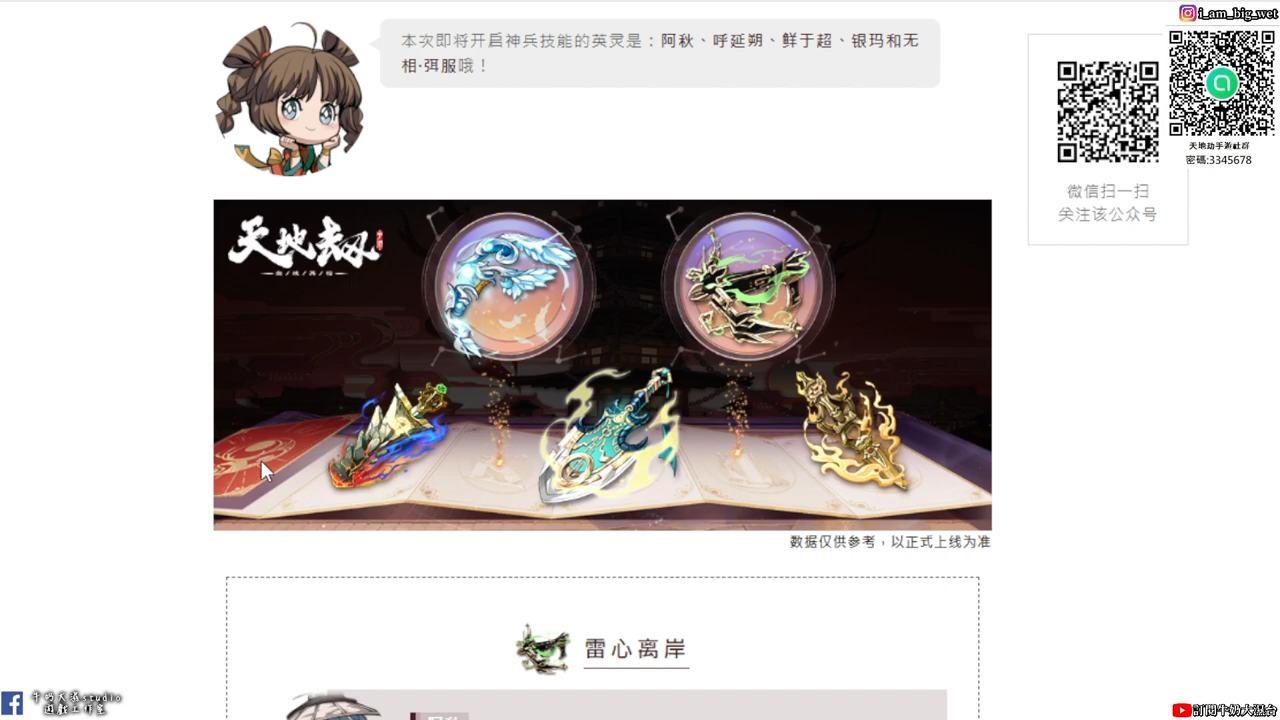 i_am_big_wet
本次即将开启神兵技能的英灵是：阿秋、呼延朔、鲜于超、银玛和无
相·弭服哦！
天地劫手游社群
密碼:3345678
微信扫一扫
关注该公众号
天地劫
数据仅供参考，以正式上线为准
雷心离岸
牛奶大濕studio
遊戲工作室
訂閱牛奶大濕台